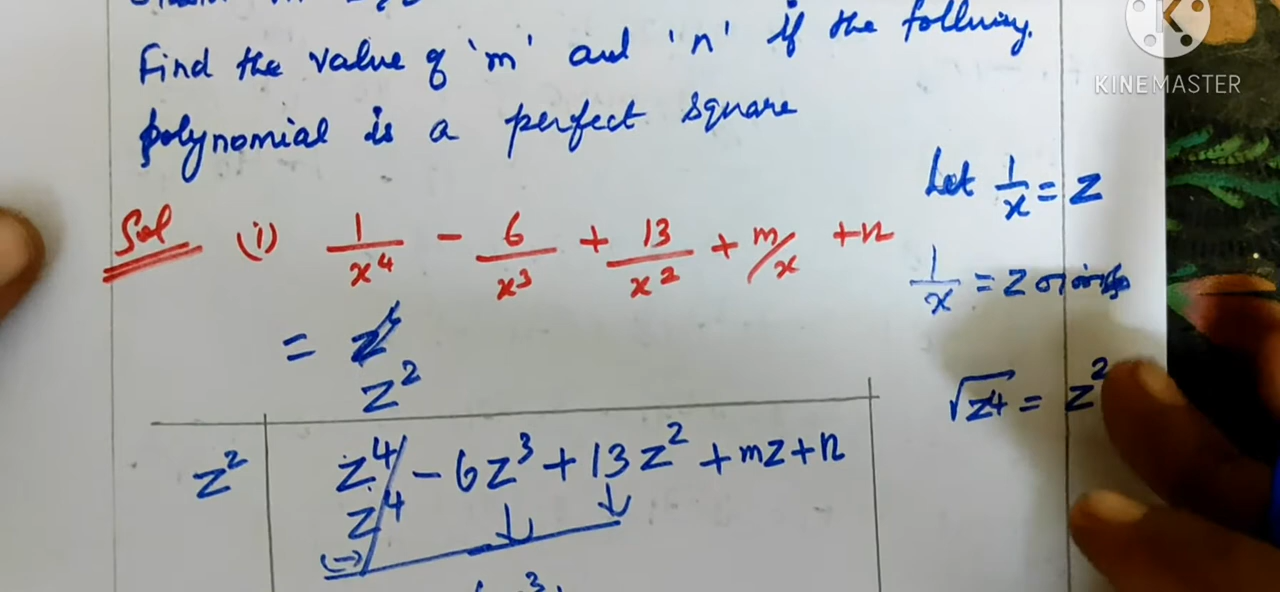 Find the value of 'm' and 'n' if the following.
polynomial is a perfect square
Let 1/x = z
Sol (i) 1/x⁴ - 6/x³ + 13/x² + m/x + n
1/x = z
= z²
√z⁴ = z²
z² z⁴ - 6z³ + 13z² + mz + n
z⁴
(-)
K
KINEMASTER